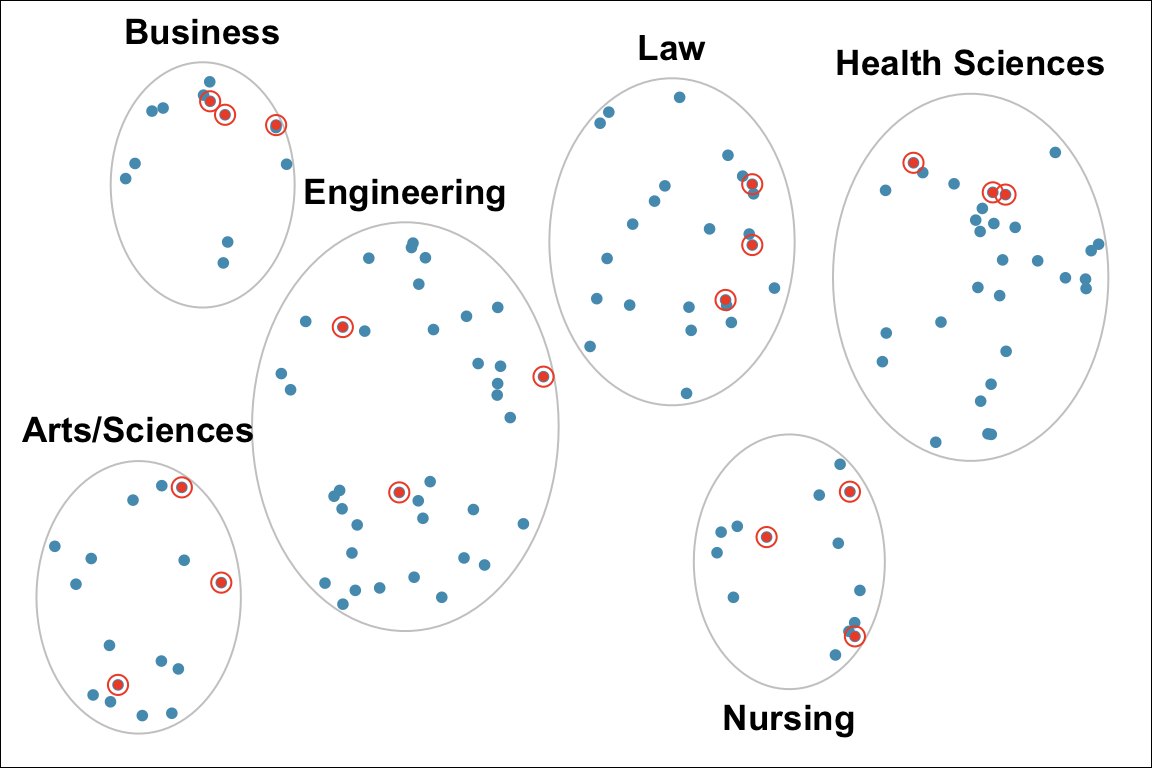 Business
Law
Health Sciences
Engineering
Arts/Sciences
Nursing